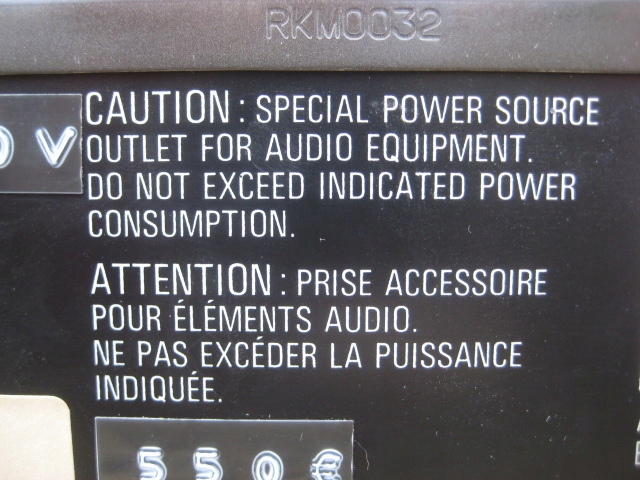 RKM0032
0 V
CAUTION : SPECIAL POWER SOURCE
OUTLET FOR AUDIO EQUIPMENT.
DO NOT EXCEED INDICATED POWER
CONSUMPTION.
ATTENTION : PRISE ACCESSOIRE
POUR ÉLÉMENTS AUDIO.
NE PAS EXCÉDER LA PUISSANCE
INDIQUÉE.
550€